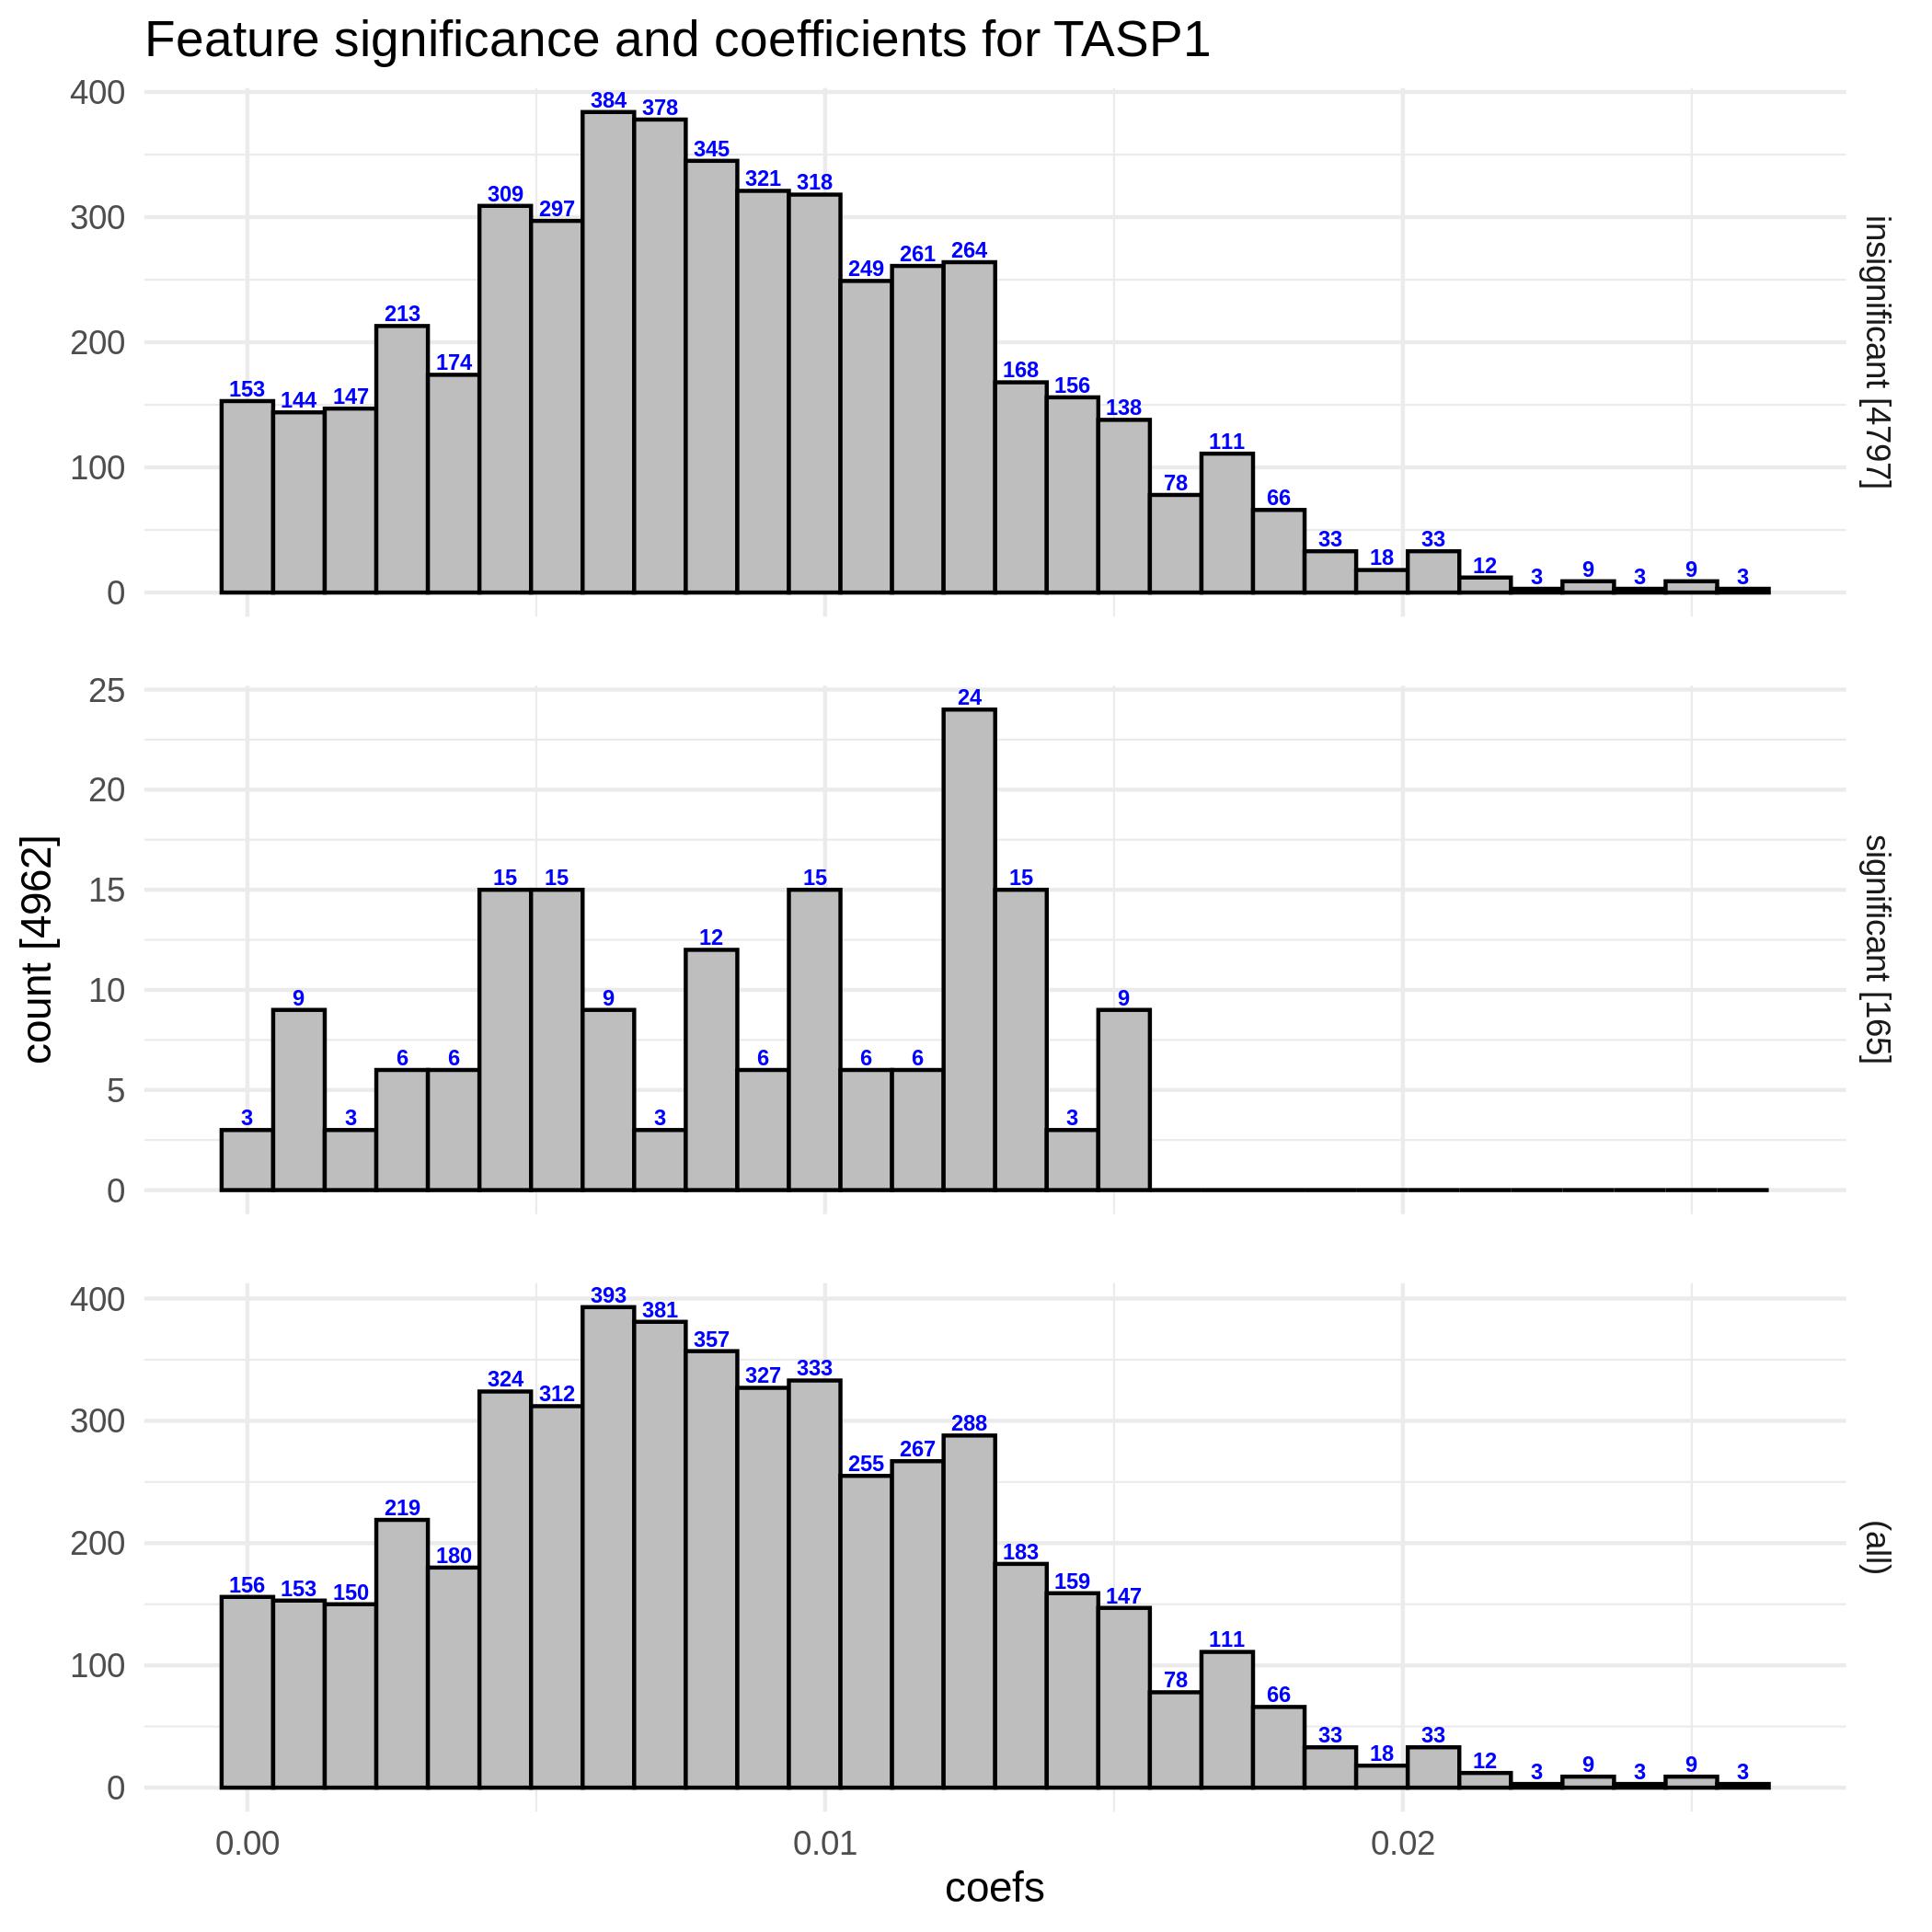 Feature significance and coefficients for TASP1
400
300
200
100
0
153 144 147 213 174 309 297 384 378 345 321 318 249 261 264 168 156 138 78 111 66 33 18 33 12 3 9 3 9 3
insignificant [4797]
count [4962]
25
20
15
10
5
0
3 9 3 6 6 15 15 9 3 12 6 15 6 6 24 15 3 9
significant [165]
400
300
200
100
0
156 153 150 219 180 324 312 393 381 357 327 333 255 267 288 183 159 147 78 111 66 33 18 33 12 3 9 3 9 3
(all)
0.00 0.01 0.02
coefs